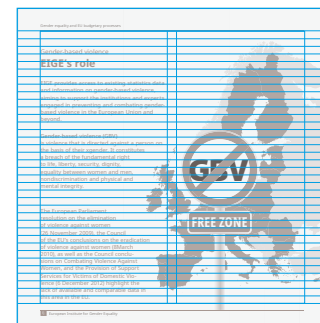 Gender equality and EU budgetary processes
Gender-based violence
EIGE's role
EIGE provides access to existing statistics data
and information on gender-based violence,
aiming to support the institutions and experts
engaged in preventing and combating gender-
based violence in the European Union and
beyond.
Gender-based violence (GBV)
is violence that is directed against a person on
the basis of their gender. It constitutes
a breach of the fundamental right
to life, liberty, security, dignity,
equality between women and men,
nondiscrimination and physical and
mental integrity.
GBV
FREE ZONE
The European Parliament
resolution on the elimination
of violence against women
(26 November 2009), the Council
of the EU's conclusions on the eradication
of violence against women (8March
2010), as well as the Council conclu-
sions on Combating Violence Against
Women, and the Provision of Support
Services for Victims of Domestic Vio-
lence (6 December 2012) highlight the
lack of available and comparable data in
this area in the EU.
European Institute for Gender Equality